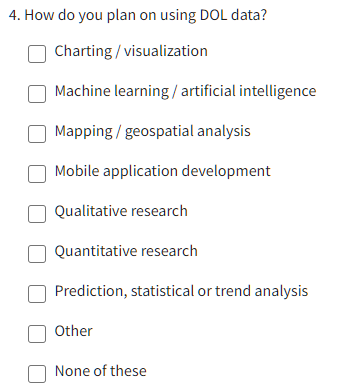 4. How do you plan on using DOL data?
Charting / visualization
Machine learning / artificial intelligence
Mapping / geospatial analysis
Mobile application development
Qualitative research
Quantitative research
Prediction, statistical or trend analysis
Other
None of these